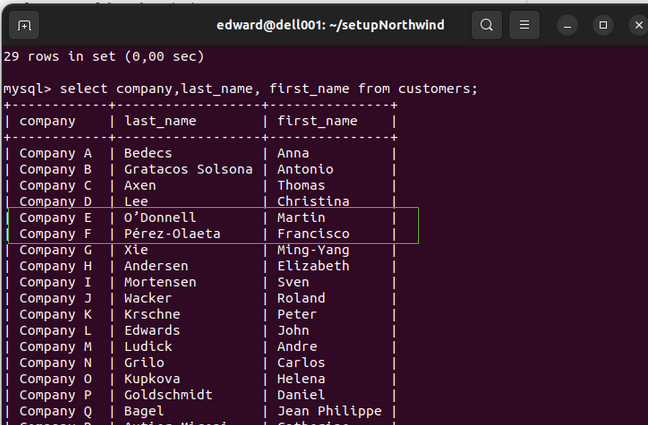 edward@dell001: ~/setupNorthwind
29 rows in set (0,00 sec)
mysql> select company,last_name, first_name from customers;
+------------+------------------+---------------+
| company    | last_name        | first_name    |
+------------+------------------+---------------+
| Company A  | Bedecs           | Anna          |
| Company B  | Gratacos Solsona | Antonio       |
| Company C  | Axen             | Thomas        |
| Company D  | Lee              | Christina     |
| Company E  | O’Donnell        | Martin        |
| Company F  | Pérez-Olaeta     | Francisco     |
| Company G  | Xie              | Ming-Yang     |
| Company H  | Andersen         | Elizabeth     |
| Company I  | Mortensen        | Sven          |
| Company J  | Wacker           | Roland        |
| Company K  | Krschne          | Peter         |
| Company L  | Edwards          | John          |
| Company M  | Ludick           | Andre         |
| Company N  | Grilo            | Carlos        |
| Company O  | Kupkova          | Helena        |
| Company P  | Goldschmidt      | Daniel        |
| Company Q  | Bagel            | Jean Philippe |